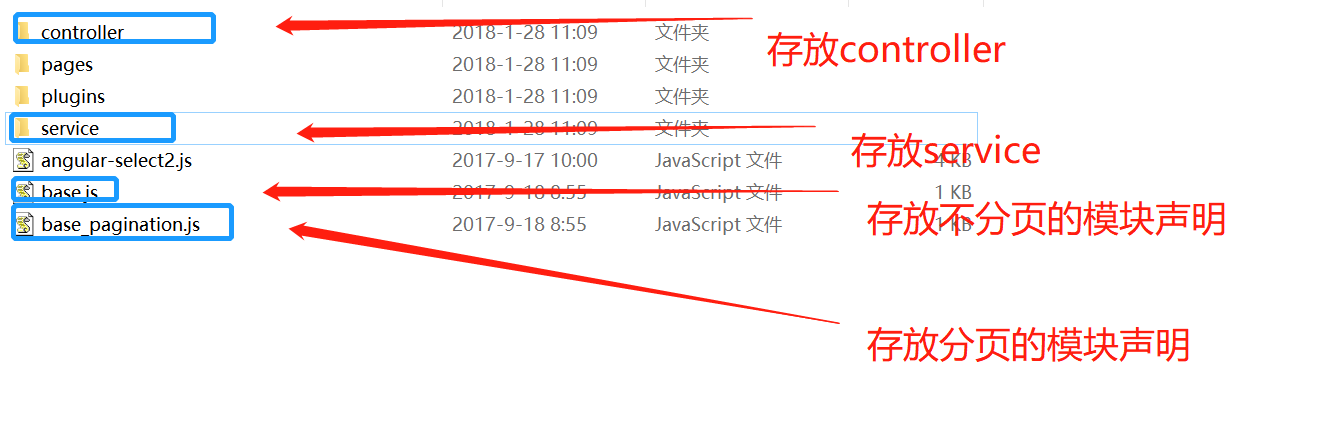 controller 2018-1-28 11:09 文件夹
存放controller
pages 2018-1-28 11:09 文件夹
plugins 2018-1-28 11:09 文件夹
service 2018-1-28 11:09 文件夹
存放service
angular-select2.js 2017-9-17 10:00 JavaScript 文件 4 KB
base.js 2017-9-18 8:55 JavaScript 文件 1 KB
存放不分页的模块声明
base_pagination.js 2017-9-18 8:55 JavaScript 文件 1 KB
存放分页的模块声明